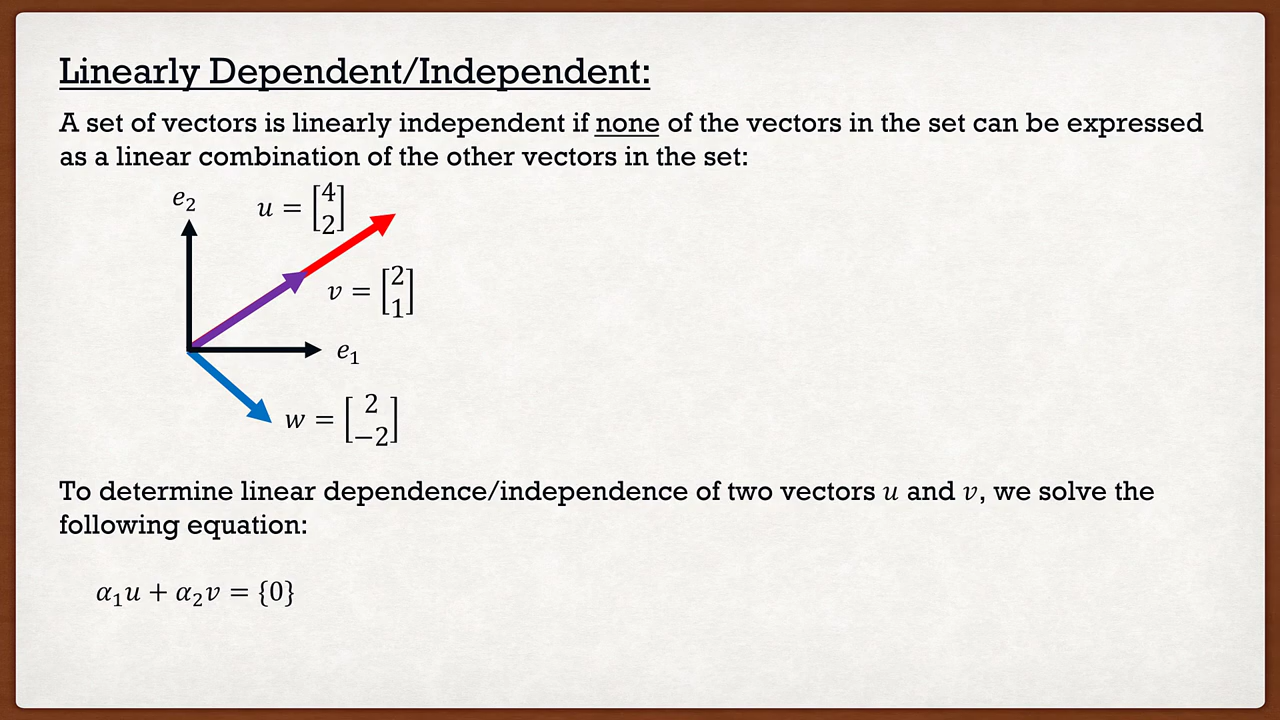 Linearly Dependent/Independent:
A set of vectors is linearly independent if none of the vectors in the set can be expressed
as a linear combination of the other vectors in the set:
e₂
u = [4 2]
v = [2 1]
e₁
w = [2 −2]
To determine linear dependence/independence of two vectors u and v, we solve the
following equation:
α₁u + α₂v = {0}